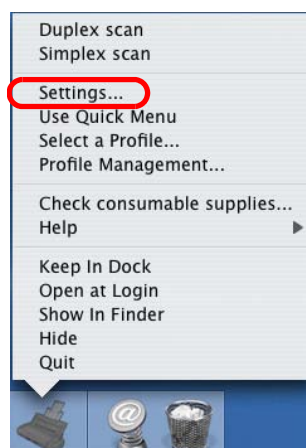 Duplex scan
Simplex scan
Settings...
Use Quick Menu
Select a Profile...
Profile Management...
Check consumable supplies...
Help
Keep In Dock
Open at Login
Show In Finder
Hide
Quit
@